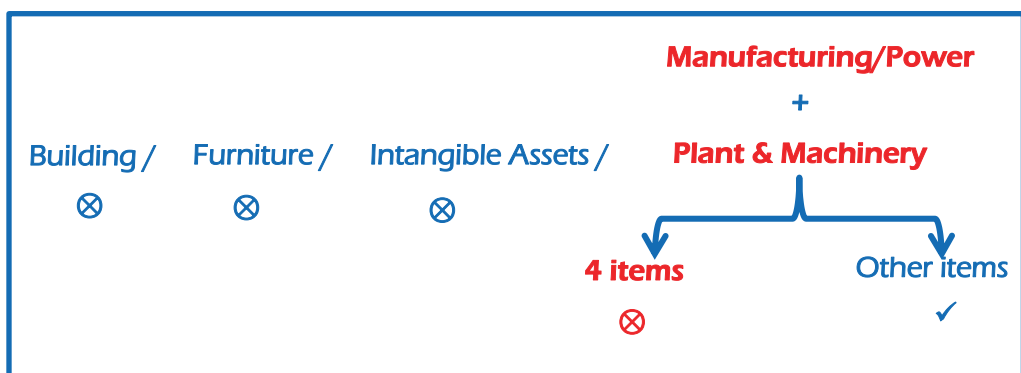 Manufacturing/Power
+
Building / Furniture / Intangible Assets / Plant & Machinery
4 items Other items